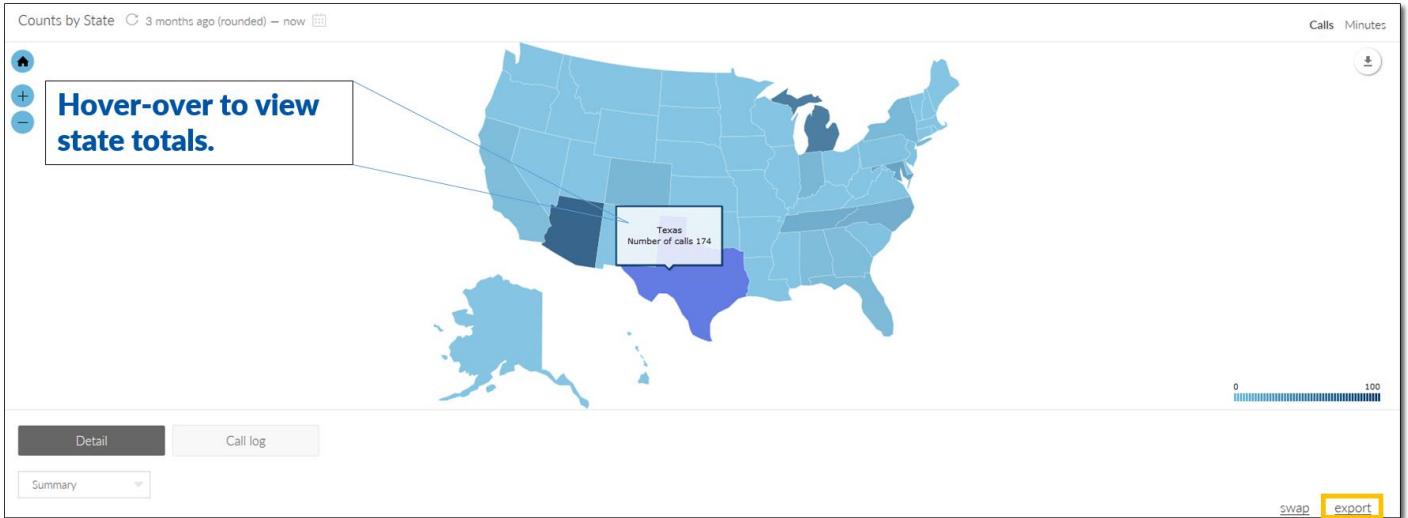 Counts by State 3 months ago (rounded) — now
Calls Minutes
Hover-over to view
state totals.
Texas
Number of calls 174
0 100
Detail Call log
Summary
swap export